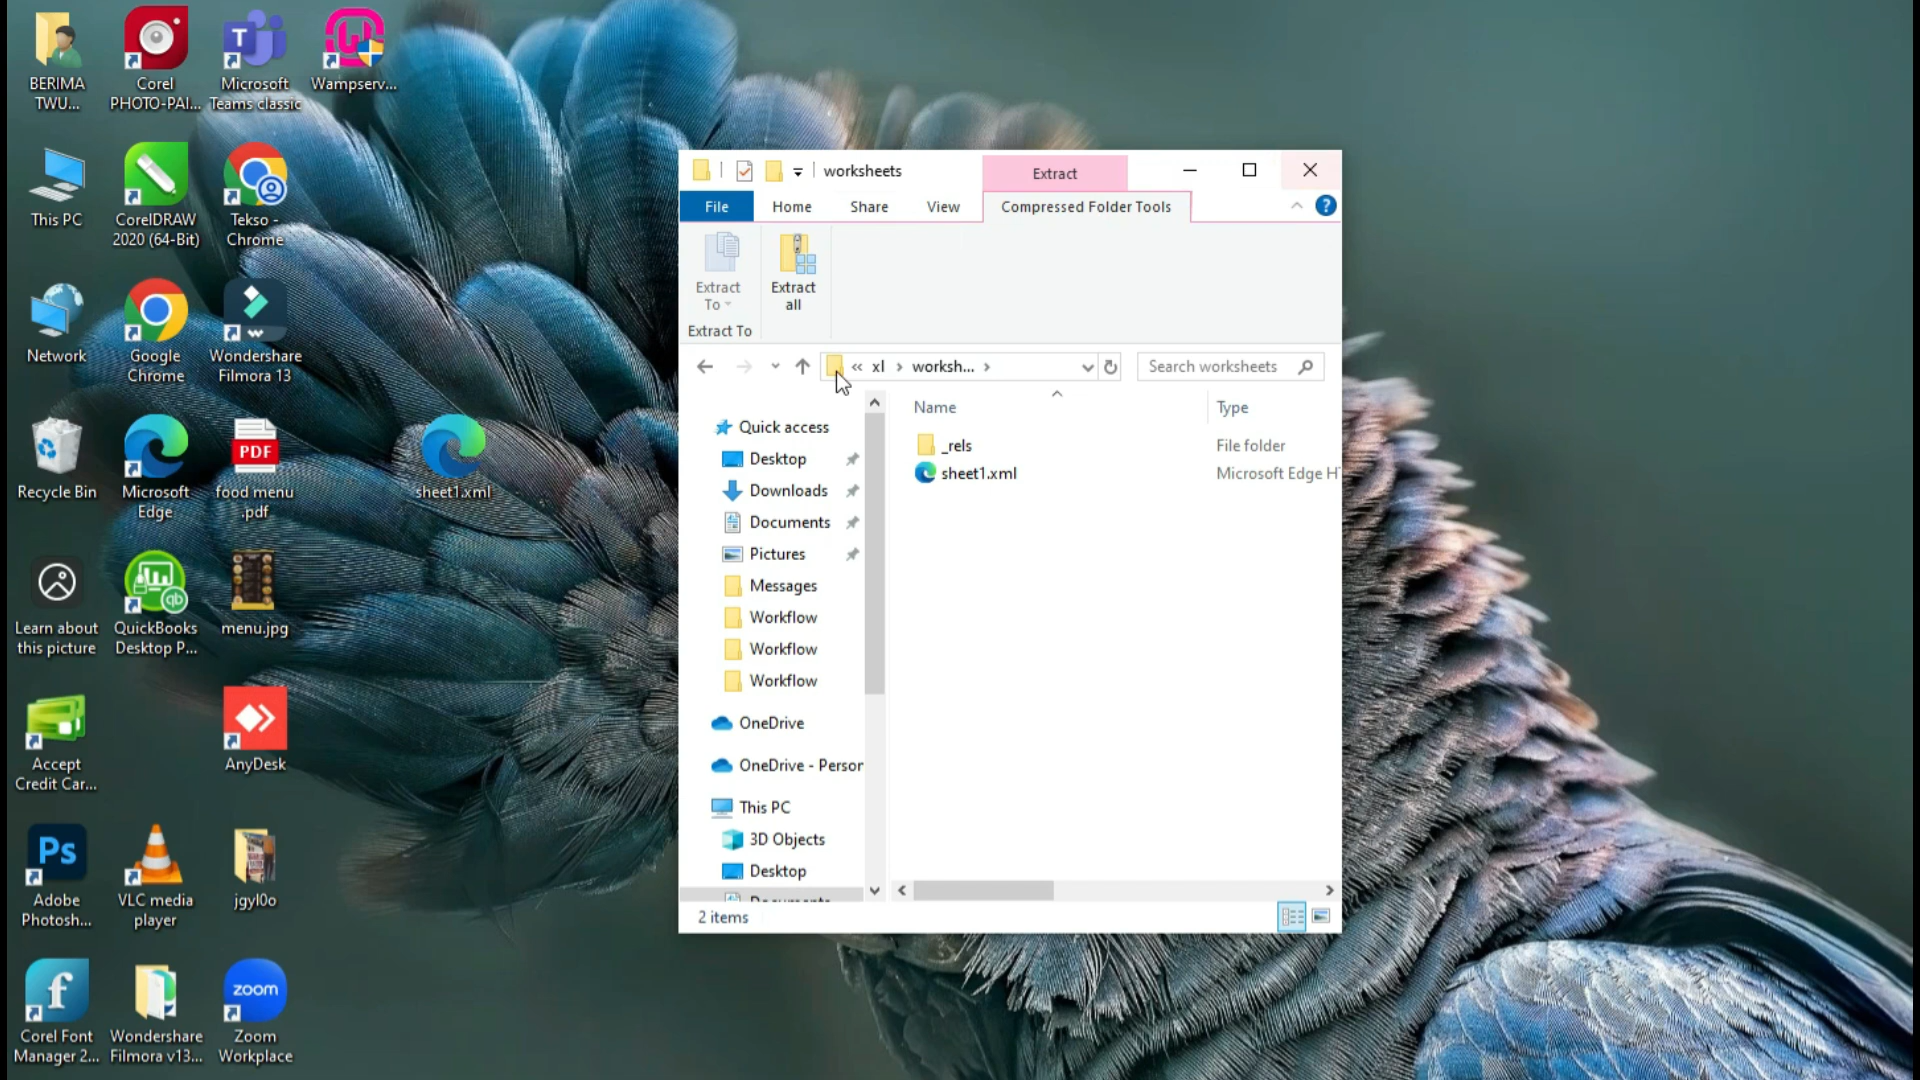 BERIMA
TWU...
Corel
PHOTO-PAI...
Microsoft
Teams classic
Wampserv...
This PC
CorelDRAW
2020 (64-Bit)
Tekso -
Chrome
Network
Google
Chrome
Wondershare
Filmora 13
Recycle Bin
Microsoft
Edge
PDF
food menu
.pdf
sheet1.xml
Learn about
this picture
QuickBooks
Desktop P...
menu.jpg
Accept
Credit Car...
AnyDesk
Ps
Adobe
Photosh...
VLC media
player
jgyl0o
Corel Font
Manager 2...
Wondershare
Filmora v13...
zoom
Zoom
Workplace
worksheets
Extract
File
Home
Share
View
Compressed Folder Tools
Extract
To
Extract
all
Extract To
« xl › worksh... ›
Search worksheets
Quick access
Desktop
Downloads
Documents
Pictures
Messages
Workflow
Workflow
Workflow
OneDrive
OneDrive - Person
This PC
3D Objects
Desktop
Documents
Name
Type
_rels
File folder
sheet1.xml
Microsoft Edge H
2 items